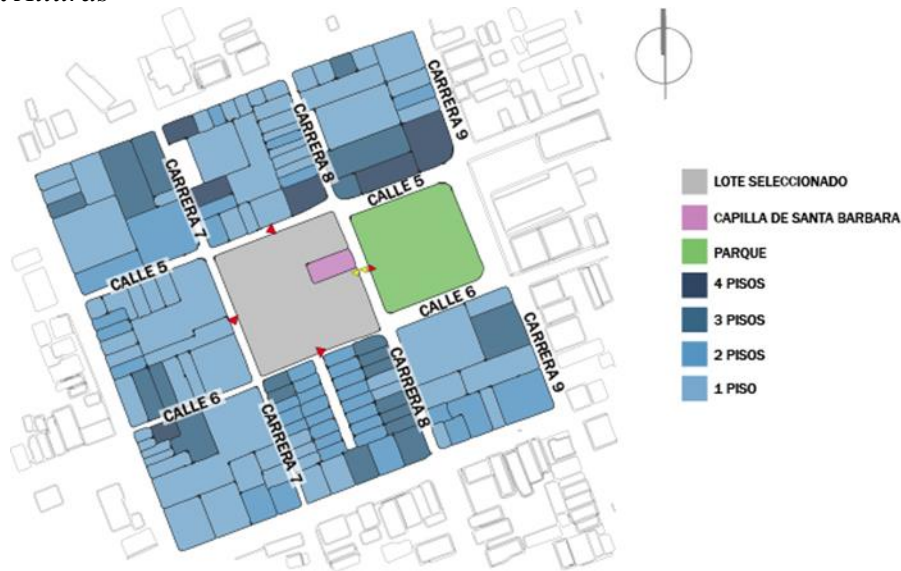 CARRERA 9
CARRERA 8
CARRERA 7
CALLE 5
CALLE 5
CALLE 6
CALLE 6
CARRERA 9
CARRERA 8
CARRERA 7
LOTE SELECCIONADO
CAPILLA DE SANTA BARBARA
PARQUE
4 PISOS
3 PISOS
2 PISOS
1 PISO